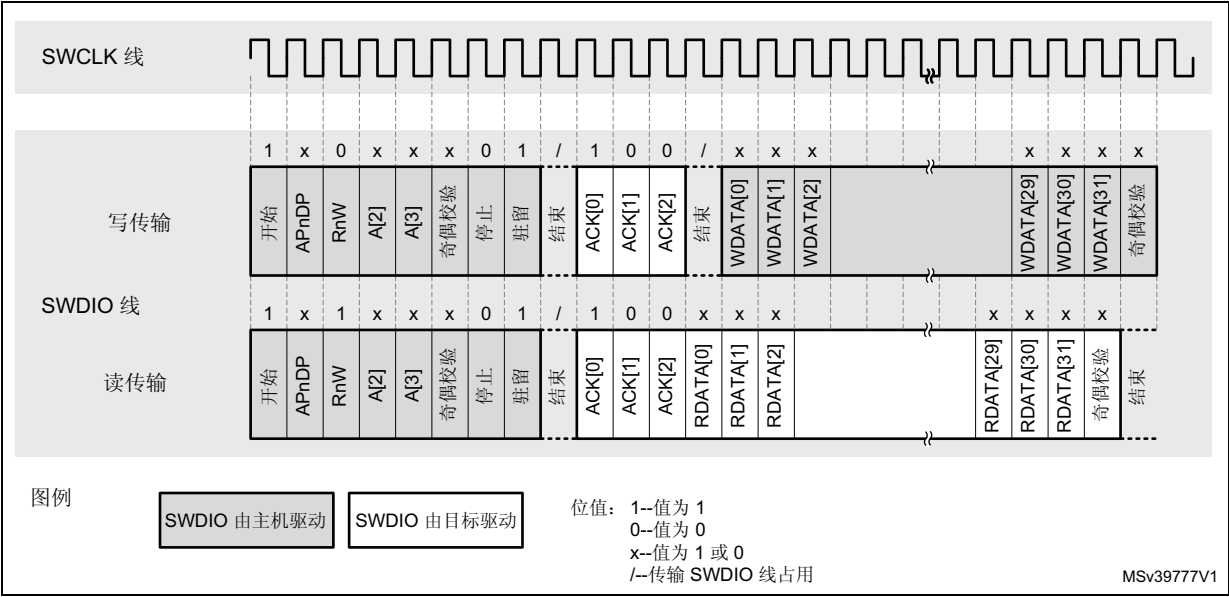 SWCLK 线
1 x 0 x x x 0 1 / 1 0 0 / x x x x x x x
写传输
开始 APnDP RnW A[2] A[3] 奇偶校验 停止 驻留 结束 ACK[0] ACK[1] ACK[2] 结束 WDATA[0] WDATA[1] WDATA[2] WDATA[29] WDATA[30] WDATA[31] 奇偶校验
SWDIO 线
1 x 1 x x x 0 1 / 1 0 0 x x x x x x x
读传输
开始 APnDP RnW A[2] A[3] 奇偶校验 停止 驻留 结束 ACK[0] ACK[1] ACK[2] RDATA[0] RDATA[1] RDATA[2] RDATA[29] RDATA[30] RDATA[31] 奇偶校验 结束
图例
SWDIO 由主机驱动
SWDIO 由目标驱动
位值： 1--值为 1
0--值为 0
x--值为 1 或 0
/--传输 SWDIO 线占用
MSv39777V1